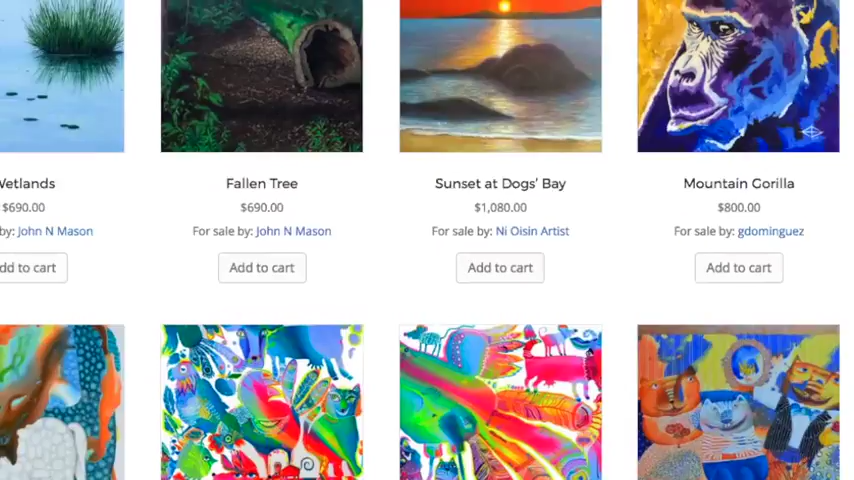 Wetlands
$690.00
by: John N Mason
dd to cart
Fallen Tree
$690.00
For sale by: John N Mason
Add to cart
Sunset at Dogs' Bay
$1,080.00
For sale by: Ni Oisin Artist
Add to cart
Mountain Gorilla
$800.00
For sale by: gdominguez
Add to cart